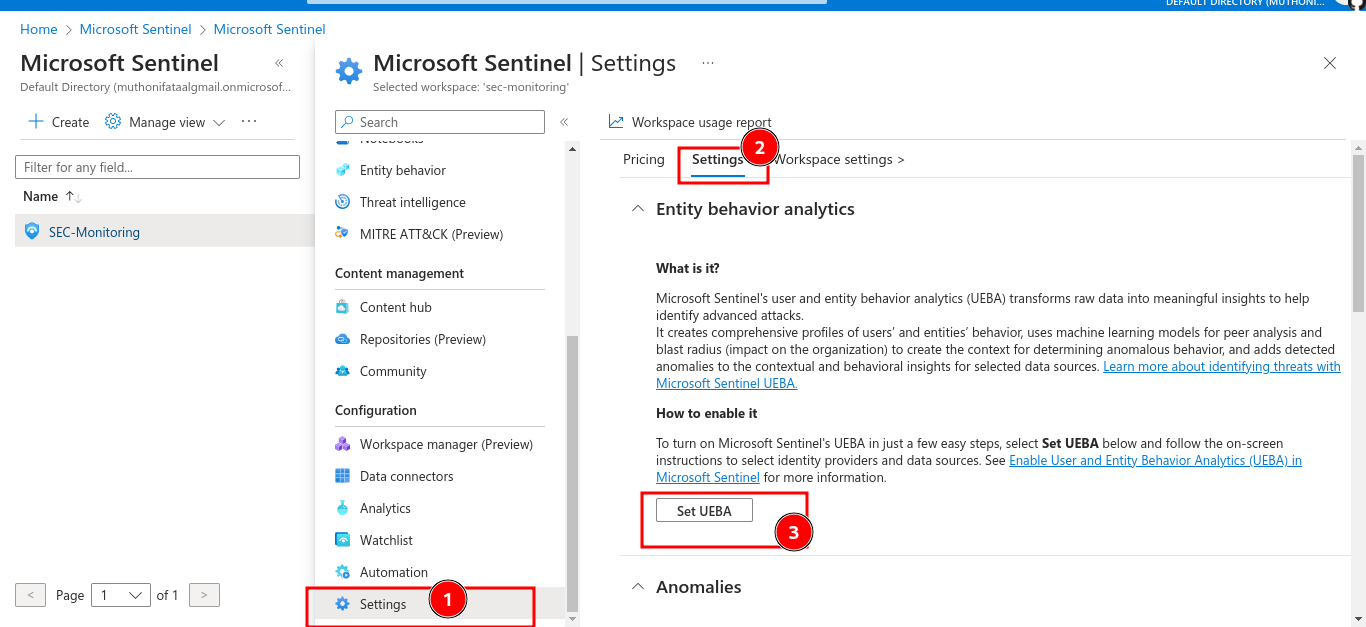 DEFAULT DIRECTORY (MUTHONI...
Home > Microsoft Sentinel > Microsoft Sentinel
Microsoft Sentinel «
Default Directory (muthonifataalgmail.onmicrosof...
+ Create Manage view ···
Filter for any field...
Name ↑↓
SEC-Monitoring
< Page 1 of 1 >
Microsoft Sentinel | Settings ···
Selected workspace: 'sec-monitoring'
Search «
Notebooks
Entity behavior
Threat intelligence
MITRE ATT&CK (Preview)
Content management
Content hub
Repositories (Preview)
Community
Configuration
Workspace manager (Preview)
Data connectors
Analytics
Watchlist
Automation
Settings 1
Workspace usage report
Pricing Settings 2 Workspace settings >
Entity behavior analytics
What is it?
Microsoft Sentinel's user and entity behavior analytics (UEBA) transforms raw data into meaningful insights to help
identify advanced attacks.
It creates comprehensive profiles of users’ and entities’ behavior, uses machine learning models for peer analysis and
blast radius (impact on the organization) to create the context for determining anomalous behavior, and adds detected
anomalies to the contextual and behavioral insights for selected data sources. Learn more about identifying threats with
Microsoft Sentinel UEBA.
How to enable it
To turn on Microsoft Sentinel's UEBA in just a few easy steps, select Set UEBA below and follow the on-screen
instructions to select identity providers and data sources. See Enable User and Entity Behavior Analytics (UEBA) in
Microsoft Sentinel for more information.
Set UEBA 3
Anomalies